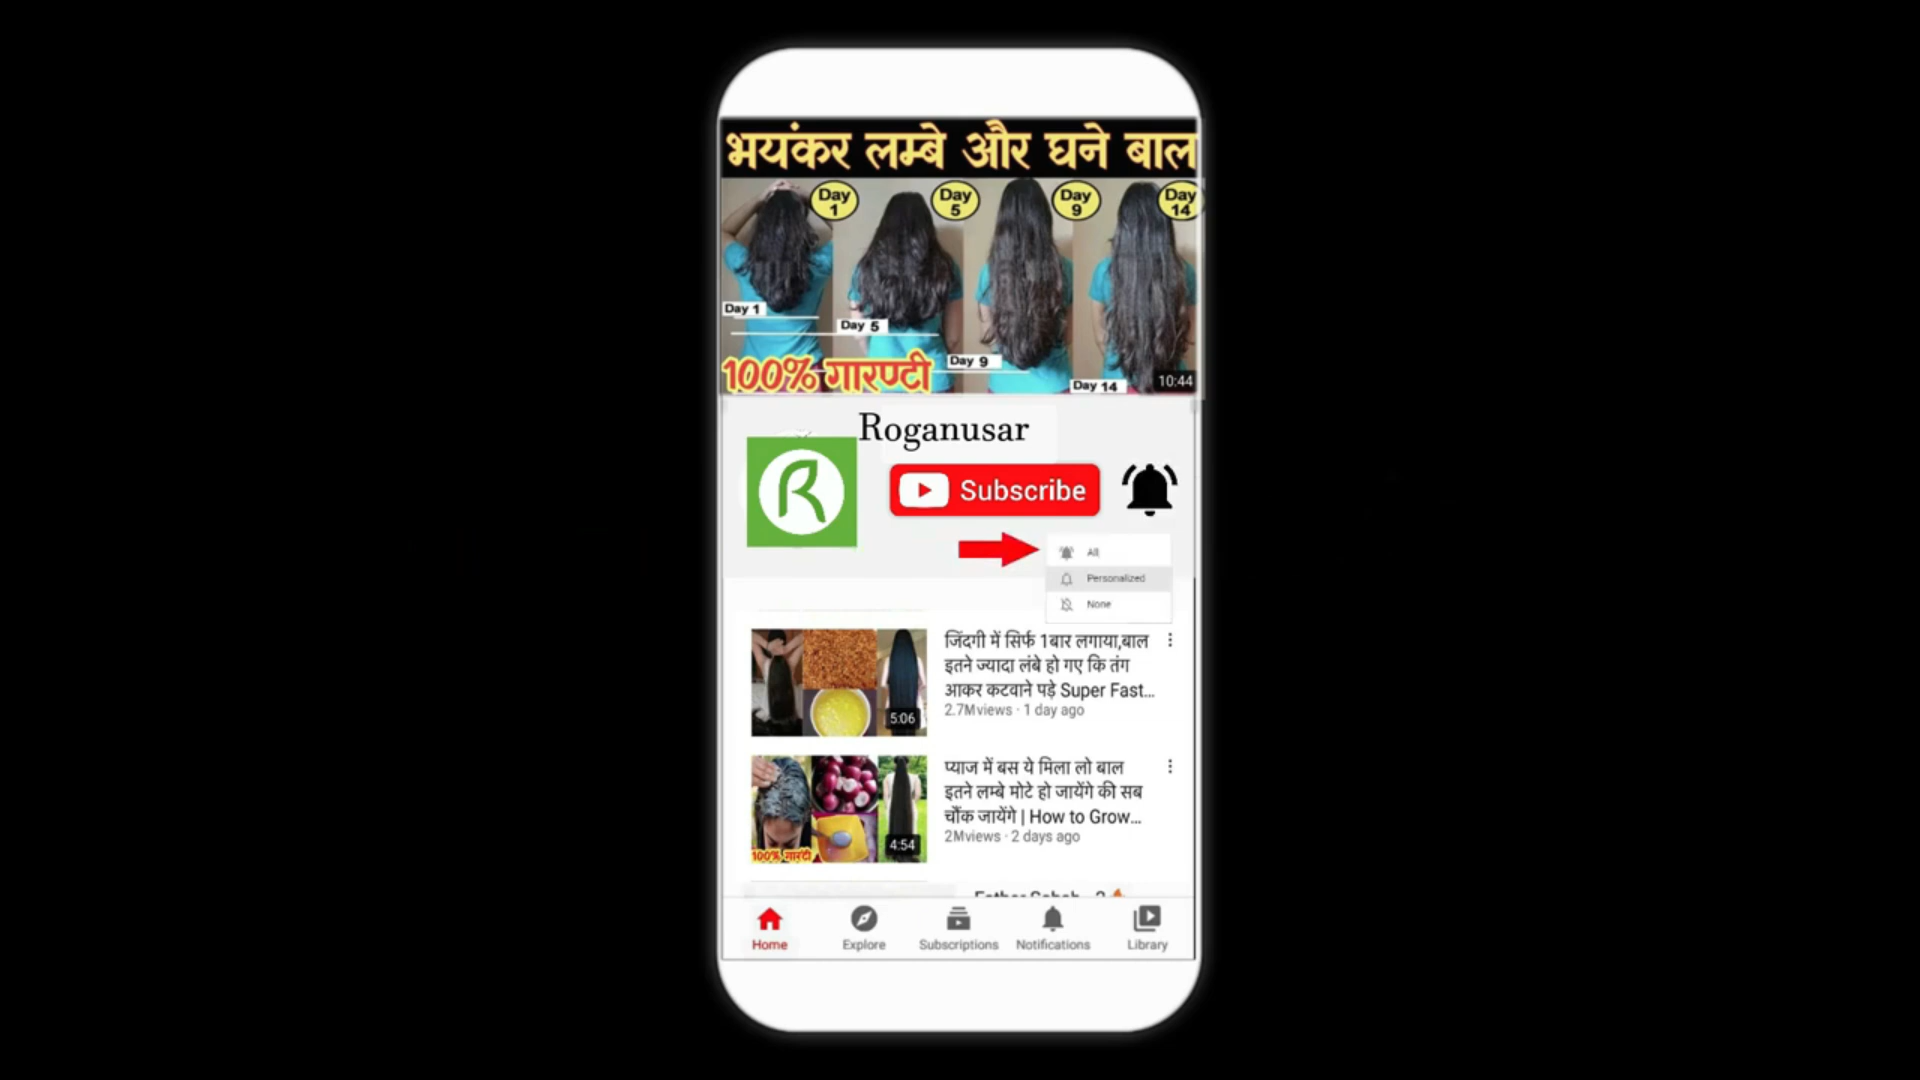 भयंकर लम्बे और घने बाल
Day 1
Day 5
Day 9
Day 14
Day 1
Day 5
Day 9
Day 14
100% गारण्टी
10:44
Roganusar
Subscribe
All
Personalized
None
जिंदगी में सिर्फ 1बार लगाया,बाल
इतने ज्यादा लंबे हो गए कि तंग
आकर कटवाने पड़े Super Fast...
2.7Mviews · 1 day ago
5:06
प्याज में बस ये मिला लो बाल
इतने लम्बे मोटे हो जायेंगे की सब
चौंक जायेंगे | How to Grow...
2Mviews · 2 days ago
4:54
100% गारंटी
Home
Explore
Subscriptions
Notifications
Library